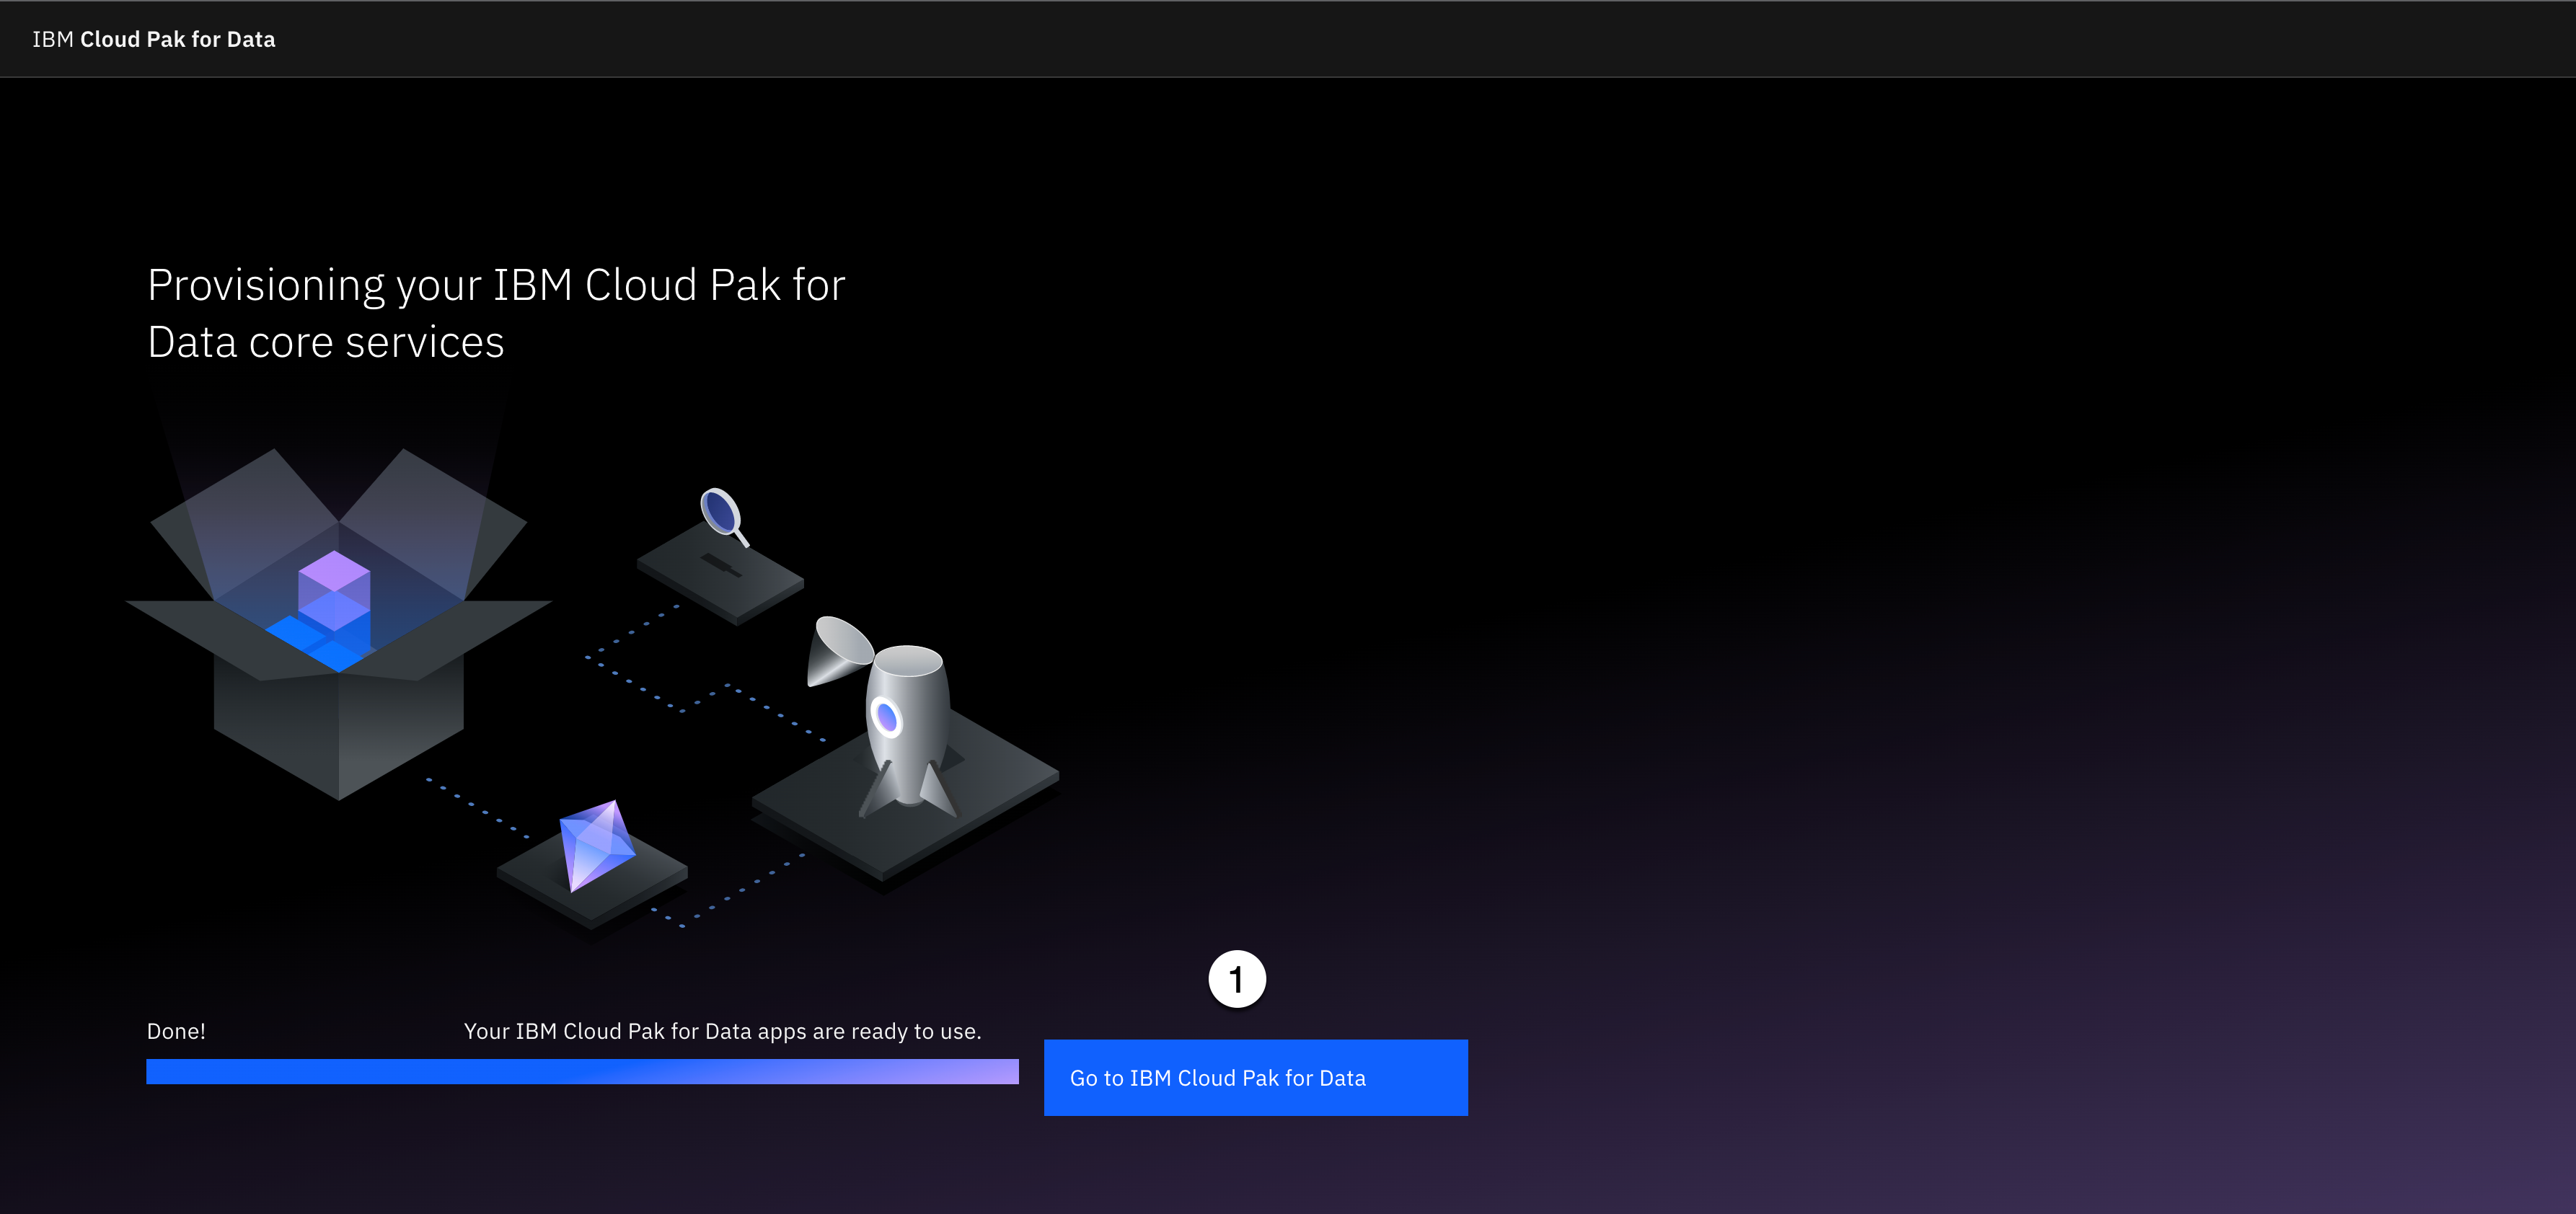 IBM Cloud Pak for Data
Provisioning your IBM Cloud Pak for
Data core services
1
Done!
Your IBM Cloud Pak for Data apps are ready to use.
Go to IBM Cloud Pak for Data